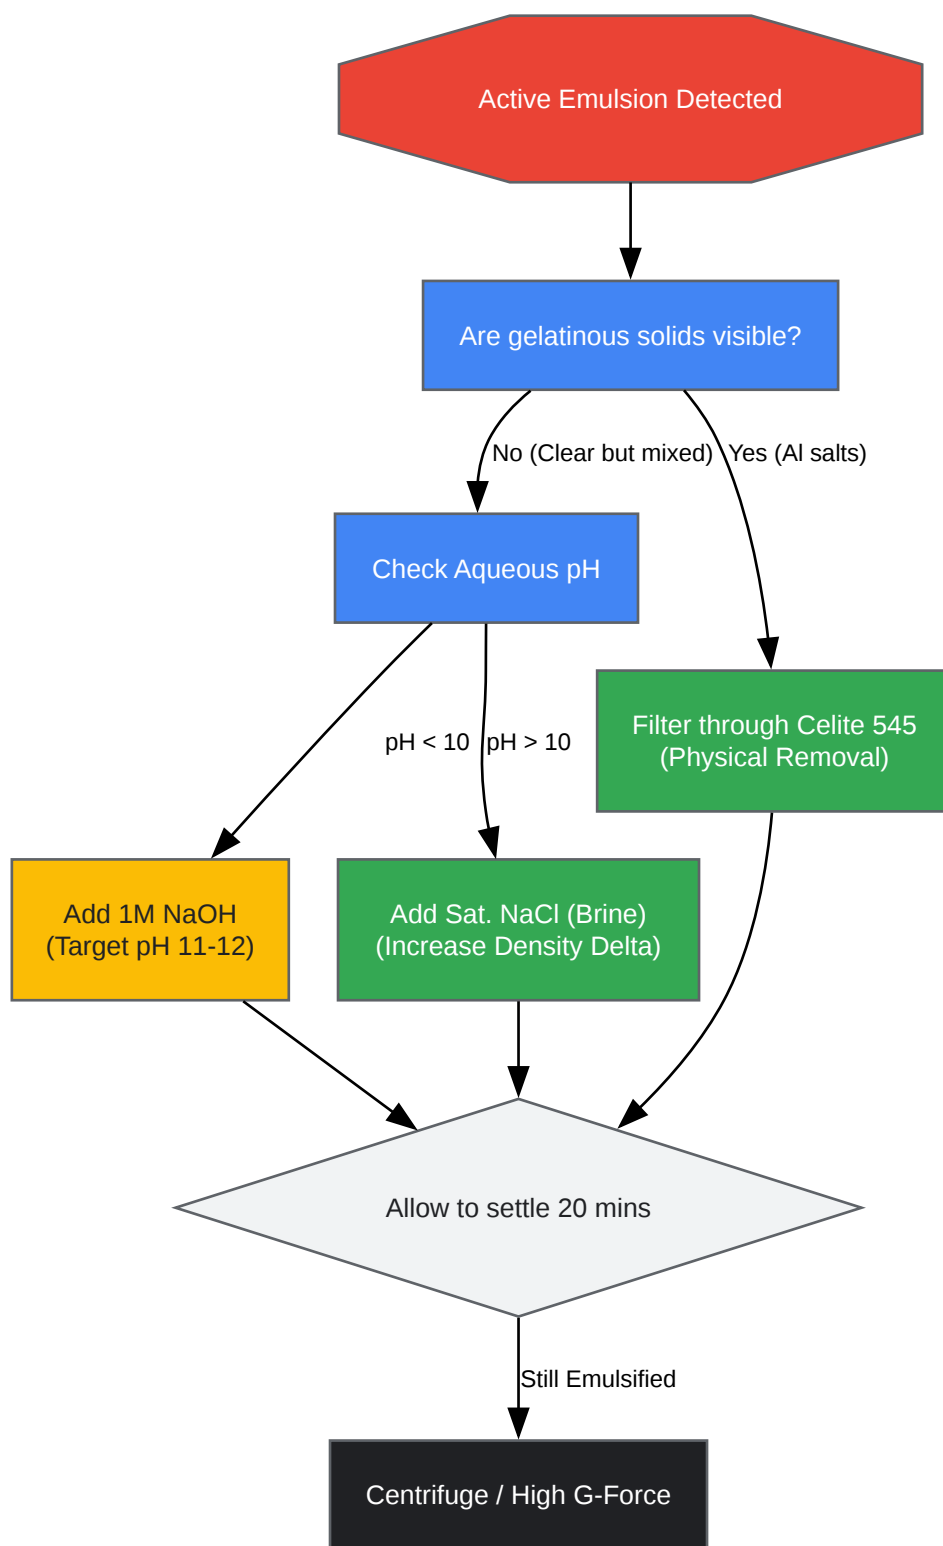 Active Emulsion Detected
Are gelatinous solids visible?
No (Clear but mixed)
Yes (Al salts)
Check Aqueous pH
Filter through Celite 545
(Physical Removal)
pH < 10
pH > 10
Add 1M NaOH
(Target pH 11-12)
Add Sat. NaCl (Brine)
(Increase Density Delta)
Allow to settle 20 mins
Still Emulsified
Centrifuge / High G-Force